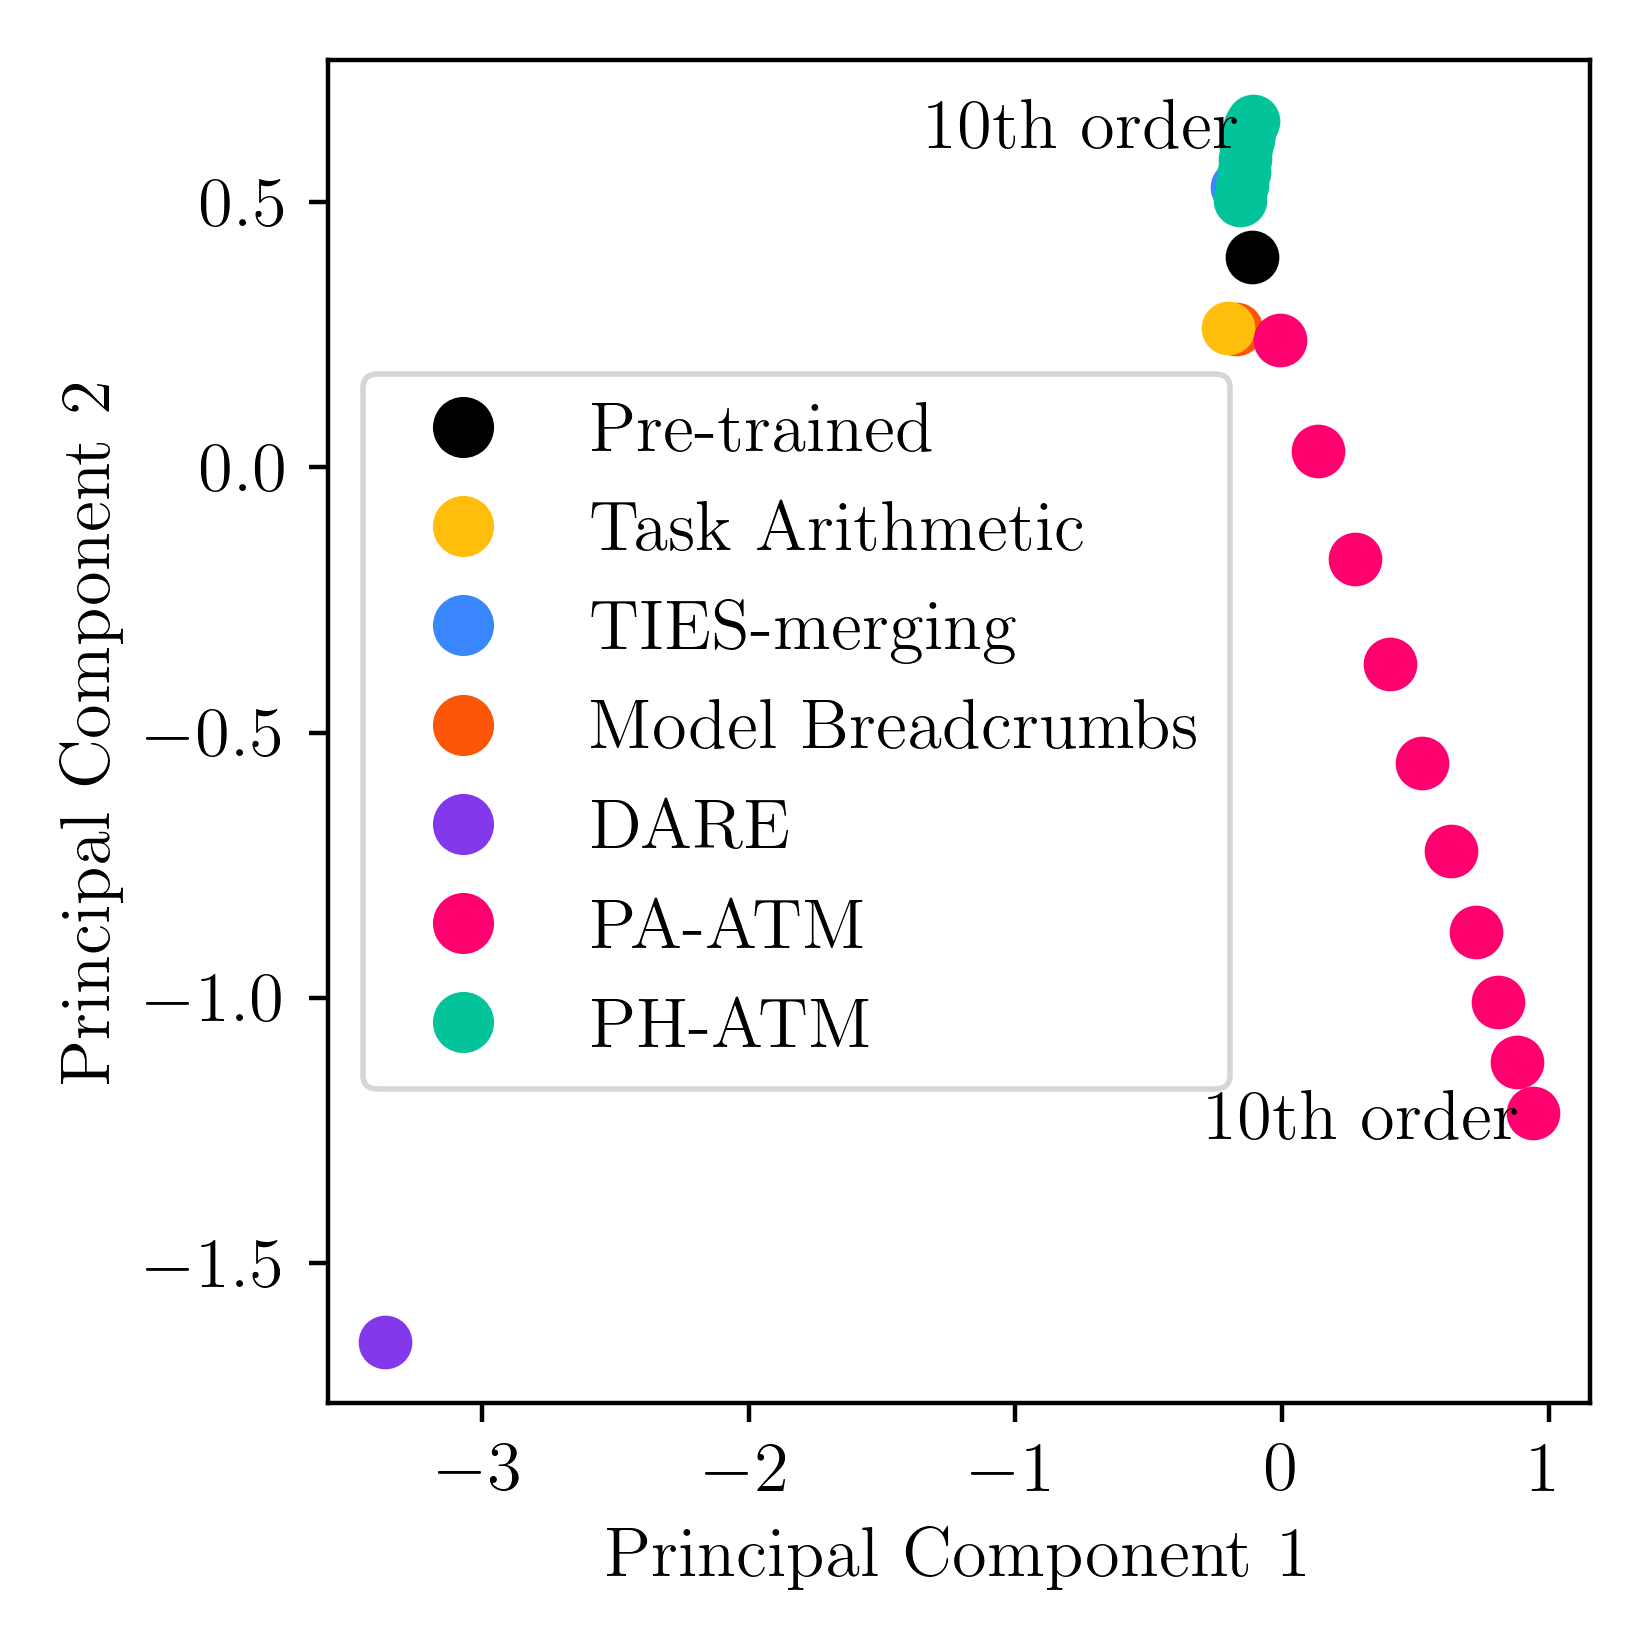 10th order
0.5
0.0
−0.5
−1.0
−1.5
Principal Component 2
Pre-trained
Task Arithmetic
TIES-merging
Model Breadcrumbs
DARE
PA-ATM
PH-ATM
10th order
−3 −2 −1 0 1
Principal Component 1